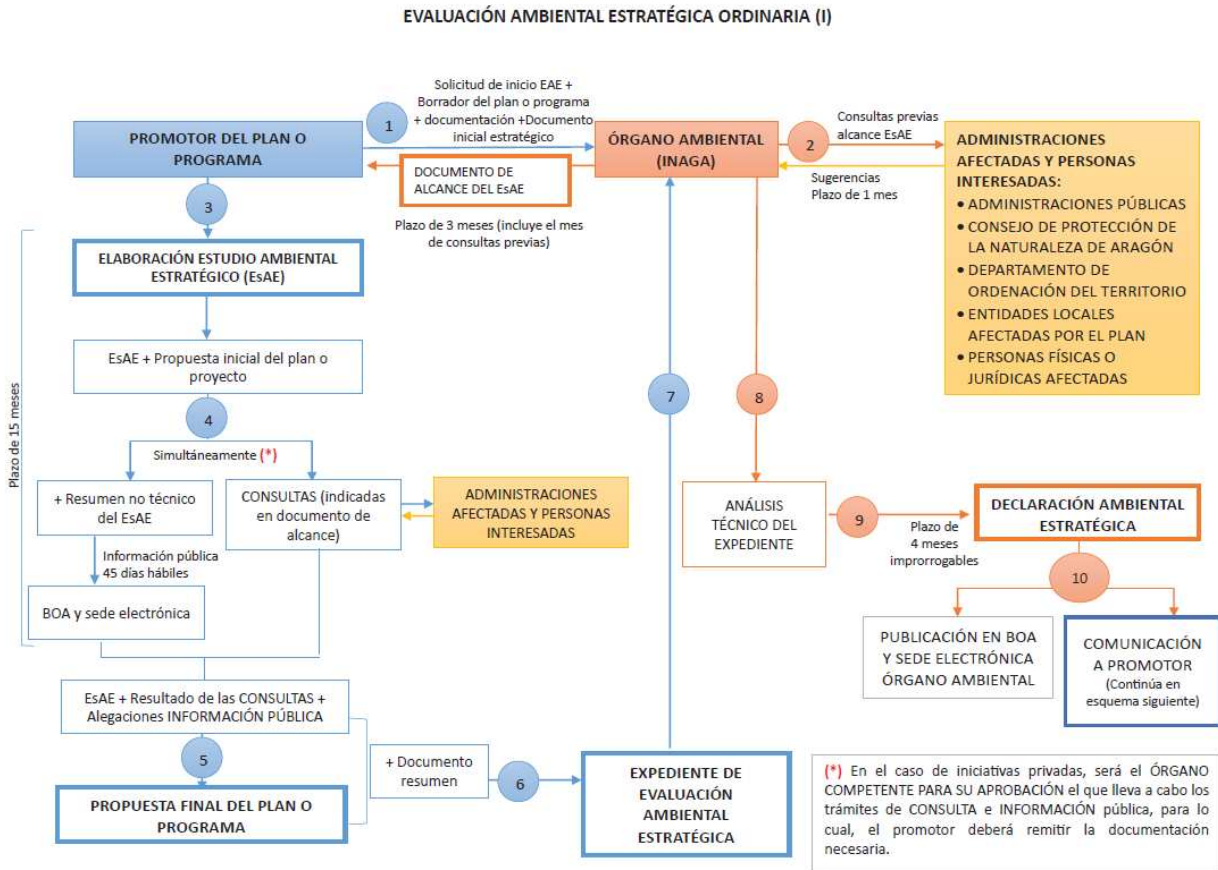 EVALUACIÓN AMBIENTAL ESTRATÉGICA ORDINARIA (I)
PROMOTOR DEL PLAN O
PROGRAMA
1
Solicitud de inicio EAE +
Borrador del plan o programa
+ documentación +Documento
inicial estratégico
DOCUMENTO DE
ALCANCE DEL EsAE
Plazo de 3 meses (incluye el mes
de consultas previas)
ÓRGANO AMBIENTAL
(INAGA)
2
Consultas previas
alcance EsAE
Sugerencias
Plazo de 1 mes
ADMINISTRACIONES
AFECTADAS Y PERSONAS
INTERESADAS:
• ADMINISTRACIONES PÚBLICAS
• CONSEJO DE PROTECCIÓN DE
LA NATURALEZA DE ARAGÓN
• DEPARTAMENTO DE
ORDENACIÓN DEL TERRITORIO
• ENTIDADES LOCALES
AFECTADAS POR EL PLAN
• PERSONAS FÍSICAS O
JURÍDICAS AFECTADAS
3
Plazo de 15 meses
ELABORACIÓN ESTUDIO AMBIENTAL
ESTRATÉGICO (EsAE)
EsAE + Propuesta inicial del plan o
proyecto
4
Simultáneamente (*)
+ Resumen no técnico
del EsAE
CONSULTAS (indicadas
en documento de
alcance)
ADMINISTRACIONES
AFECTADAS Y PERSONAS
INTERESADAS
Información pública
45 días hábiles
BOA y sede electrónica
EsAE + Resultado de las CONSULTAS +
Alegaciones INFORMACIÓN PÚBLICA
5
PROPUESTA FINAL DEL PLAN O
PROGRAMA
+ Documento
resumen
6
EXPEDIENTE DE
EVALUACIÓN
AMBIENTAL
ESTRATÉGICA
7
8
ANÁLISIS
TÉCNICO DEL
EXPEDIENTE
9
Plazo de
4 meses
improrrogables
DECLARACIÓN AMBIENTAL
ESTRATÉGICA
10
PUBLICACIÓN EN BOA
Y SEDE ELECTRÓNICA
ÓRGANO AMBIENTAL
COMUNICACIÓN
A PROMOTOR
(Continúa en
esquema siguiente)
(*) En el caso de iniciativas privadas, será el ÓRGANO
COMPETENTE PARA SU APROBACIÓN el que lleva a cabo los
trámites de CONSULTA e INFORMACIÓN pública, para lo
cual, el promotor deberá remitir la documentación
necesaria.